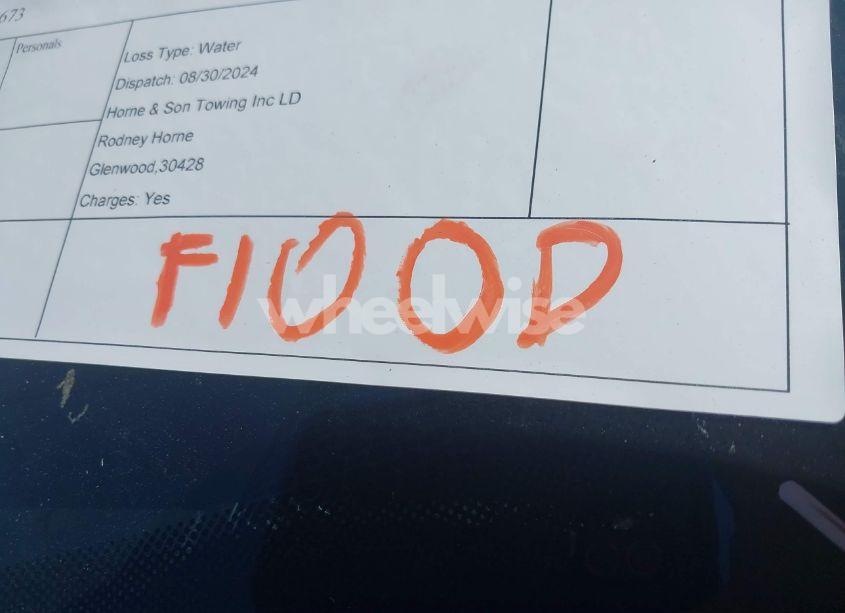 673
Personals
Loss Type: Water
Dispatch: 08/30/2024
Horne & Son Towing Inc LD
Rodney Horne
Glenwood,30428
Charges: Yes
FlOOD
wheelwise